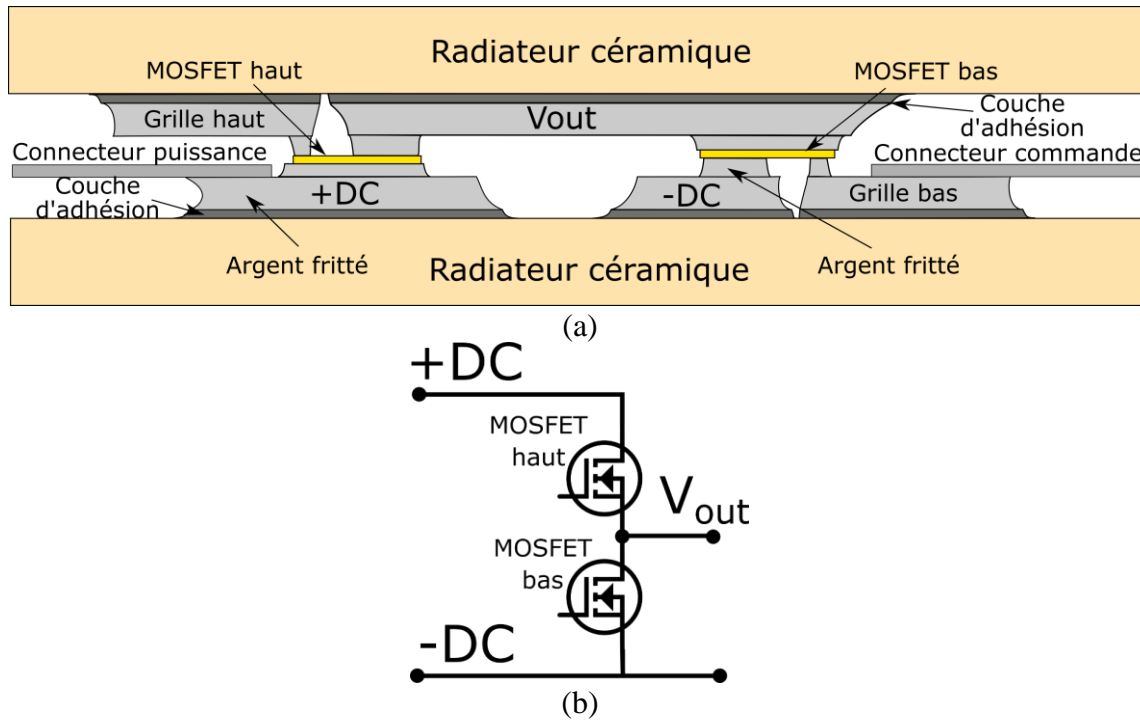 Radiateur céramique
MOSFET haut
MOSFET bas
Grille haut
Vout
Couche
d'adhésion
Connecteur puissance
Connecteur commande
Couche
d'adhésion
+DC
-DC
Grille bas
Argent fritté
Radiateur céramique
Argent fritté
(a)
+DC
MOSFET
haut
Vout
MOSFET
bas
-DC
(b)